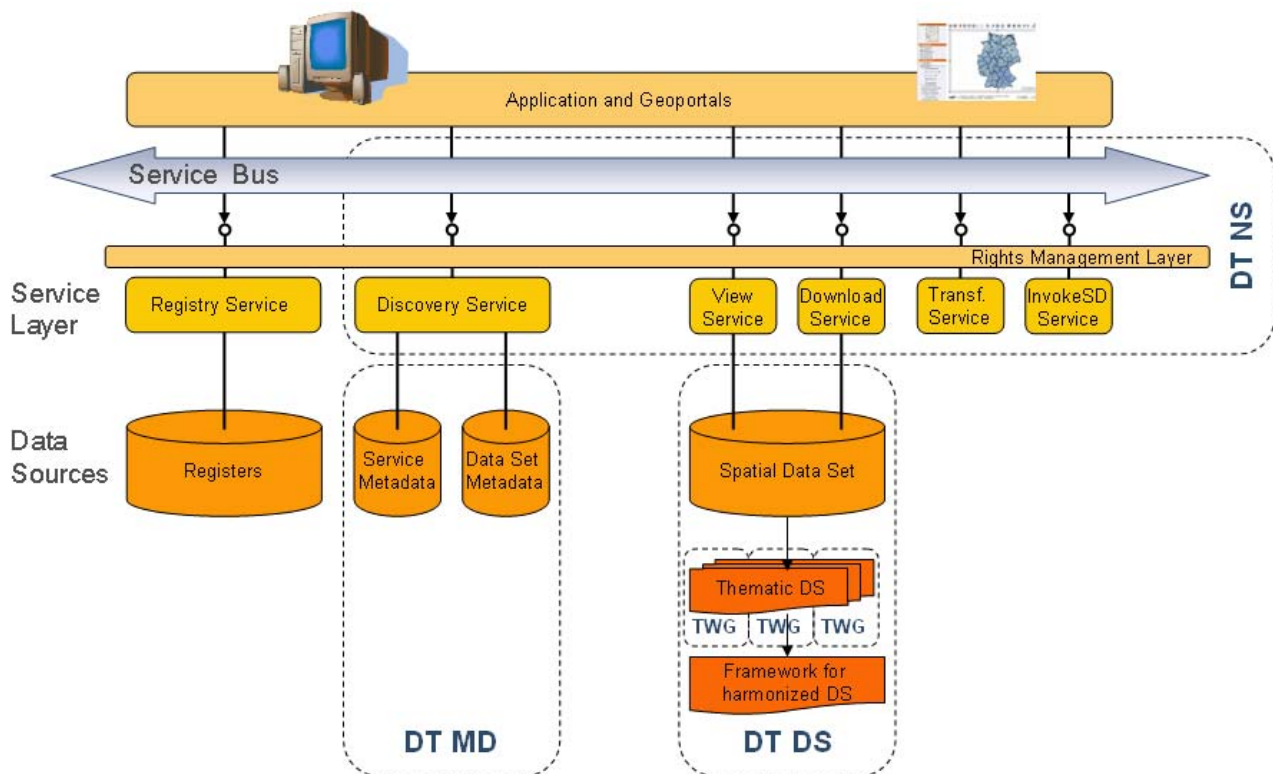 Application and Geoportals
Service Bus
DT NS
Rights Management Layer
Service
Layer
Registry Service
Discovery Service
View
Service
Download
Service
Transf.
Service
InvokeSD
Service
Data
Sources
Registers
Service
Metadata
Data Set
Metadata
Spatial Data Set
Thematic DS
TWG
TWG
TWG
Framework for
harmonized DS
DT MD
DT DS